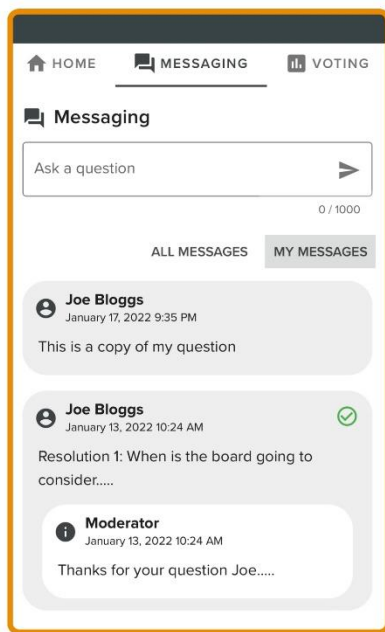 HOME MESSAGING VOTING
Messaging
Ask a question
0 / 1000
ALL MESSAGES MY MESSAGES
Joe Bloggs
January 17, 2022 9:35 PM
This is a copy of my question
Joe Bloggs
January 13, 2022 10:24 AM
Resolution 1: When is the board going to
consider.....
Moderator
January 13, 2022 10:24 AM
Thanks for your question Joe.....